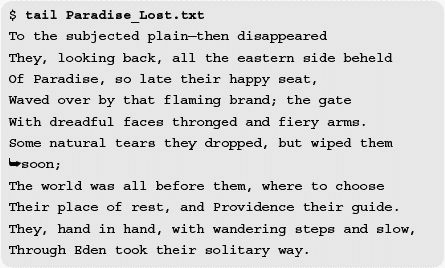 $ tail Paradise_Lost.txt
To the subjected plain—then disappeared
They, looking back, all the eastern side beheld
Of Paradise, so late their happy seat,
Waved over by that flaming brand; the gate
With dreadful faces thronged and fiery arms.
Some natural tears they dropped, but wiped them
➥soon;
The world was all before them, where to choose
Their place of rest, and Providence their guide.
They, hand in hand, with wandering steps and slow,
Through Eden took their solitary way.